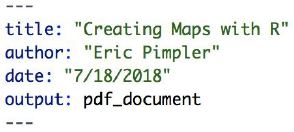 ---
title: "Creating Maps with R"
author: "Eric Pimpler"
date: "7/18/2018"
output: pdf_document
---